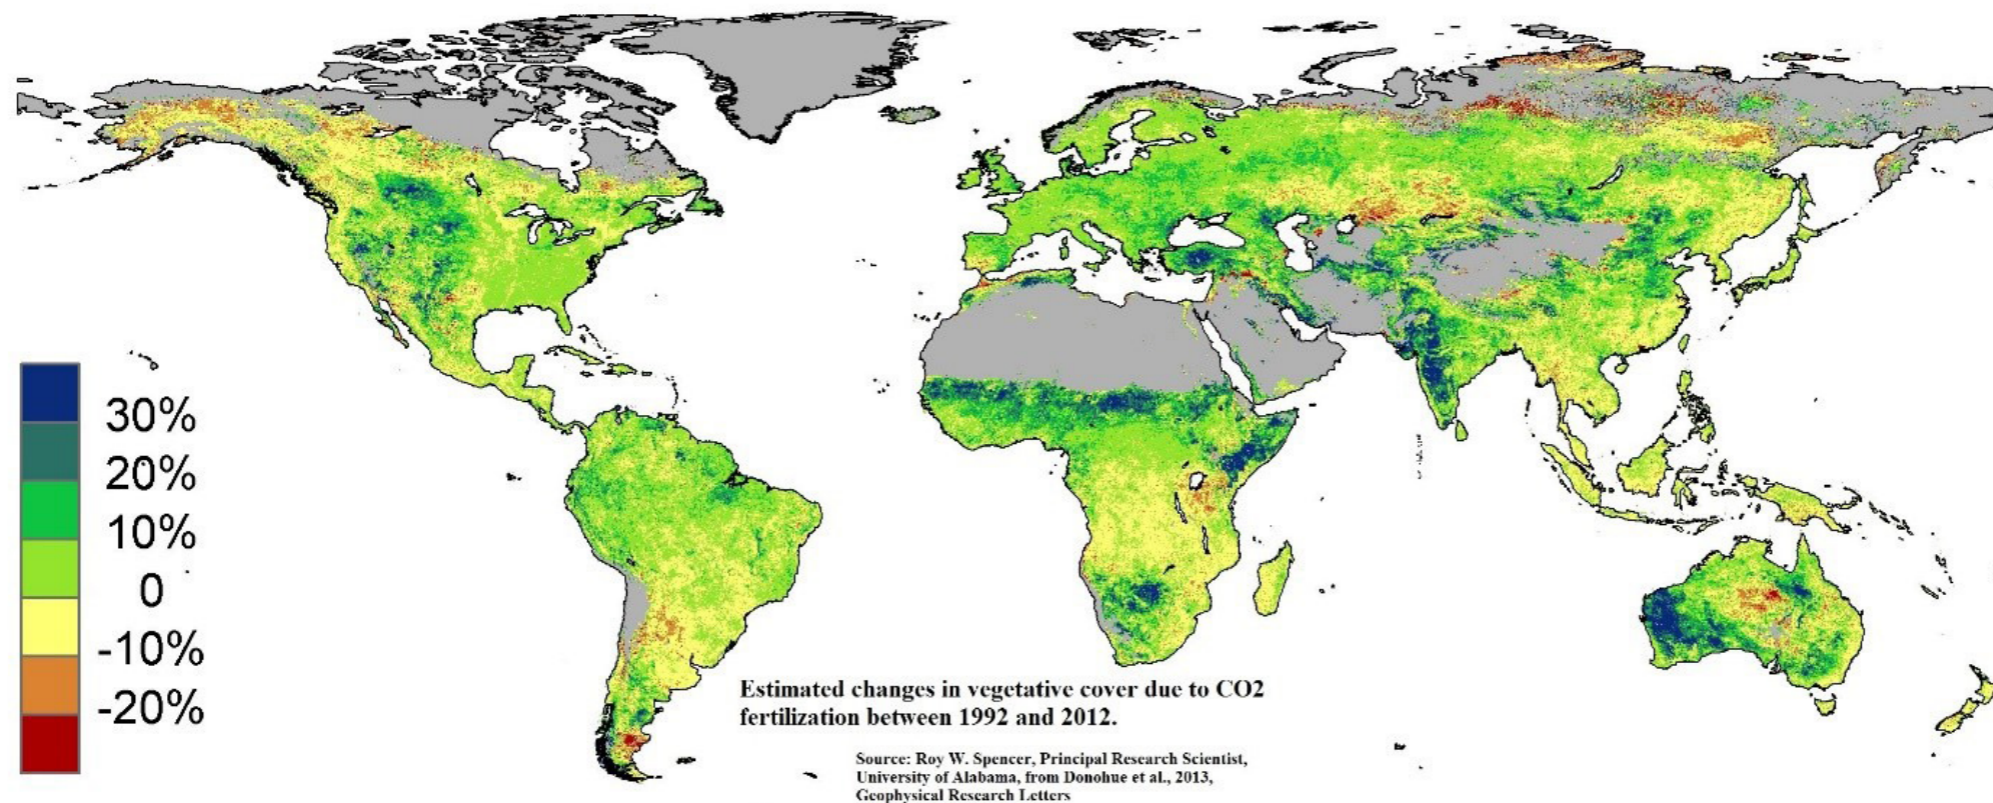 30%
20%
10%
0
-10%
-20%
Estimated changes in vegetative cover due to CO2
fertilization between 1992 and 2012.
Source: Roy W. Spencer, Principal Research Scientist,
University of Alabama, from Donohue et al., 2013,
Geophysical Research Letters